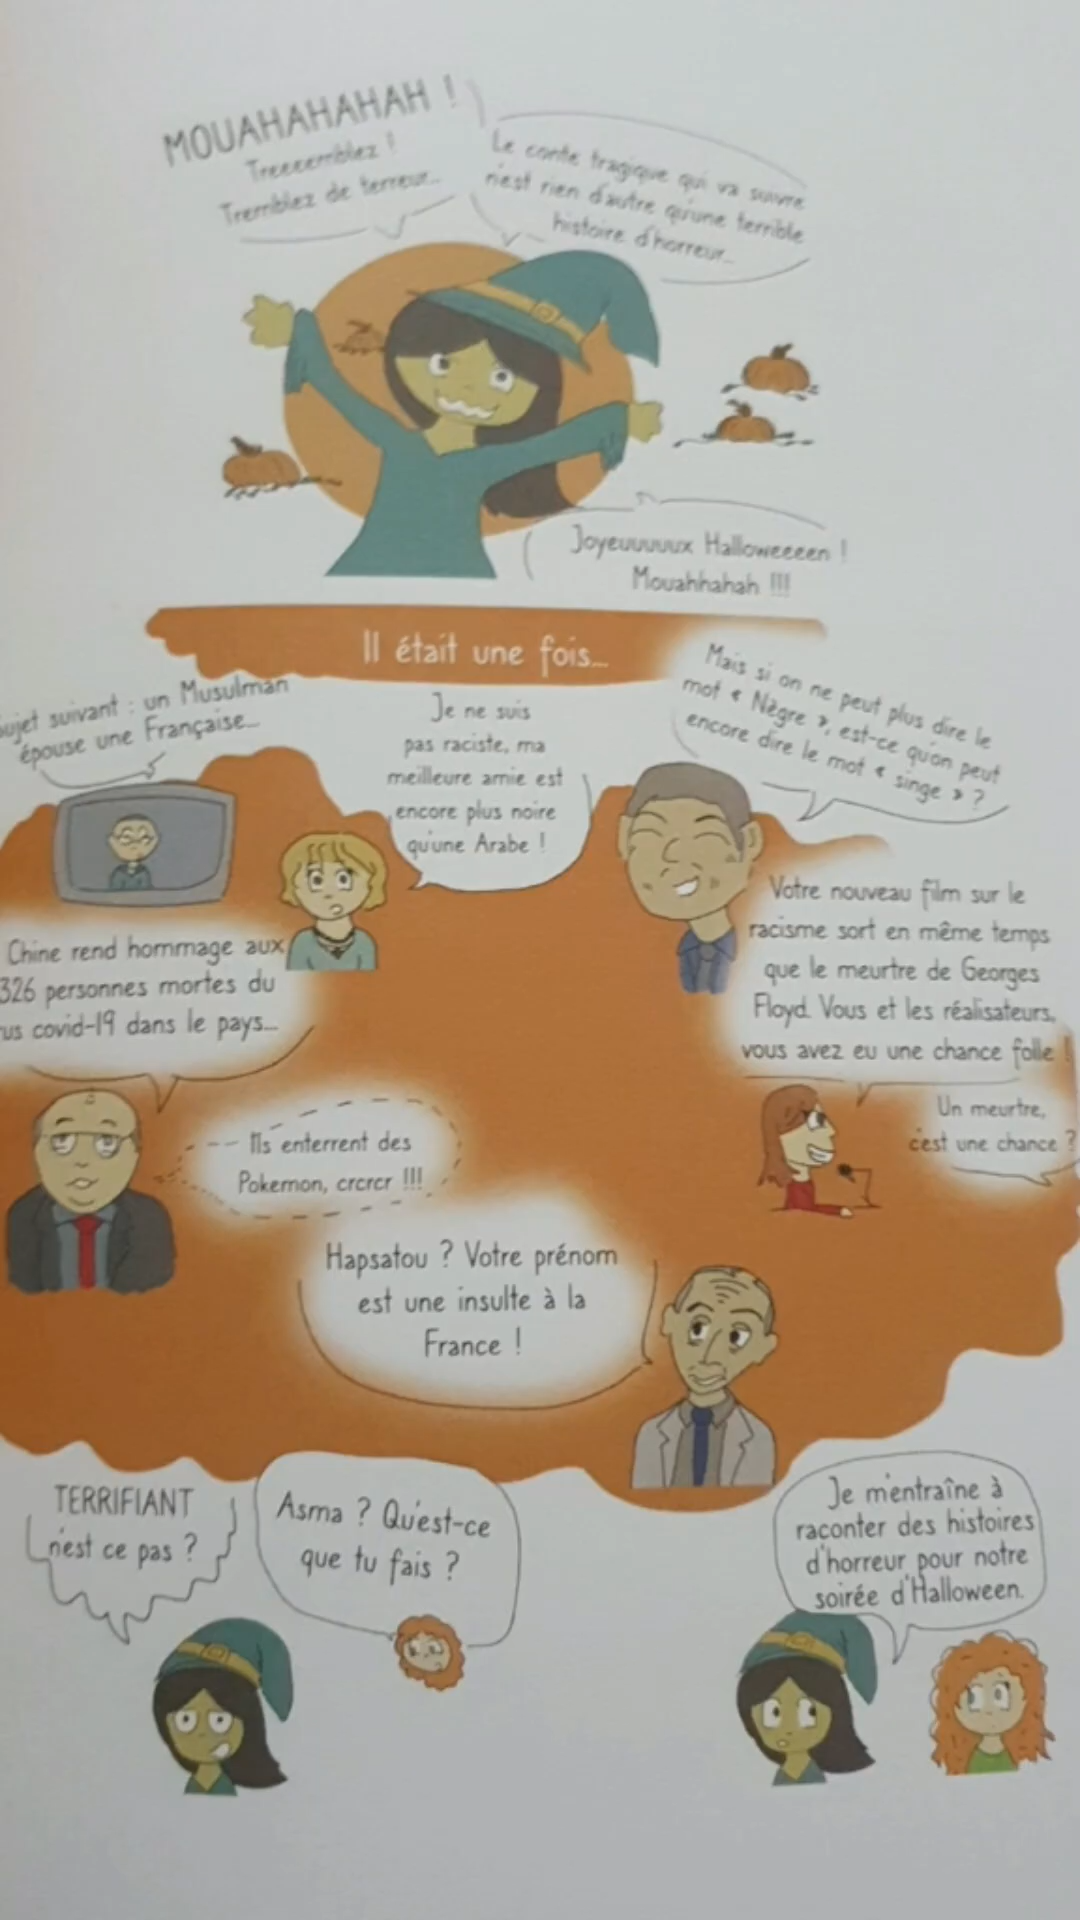 MOUAHAHAHAH !
Treeeemblez !
Tremblez de terreur...
Le conte tragique qui va suivre
n'est rien d'autre qu'une terrible
histoire d'horreur...
Joyeuuuuux Halloweeeen !
Mouahhahah !!!
Il était une fois...
ujet suivant : un Musulman
épouse une Française...
Je ne suis
pas raciste, ma
meilleure amie est
encore plus noire
qu'une Arabe !
Mais si on ne peut plus dire le
mot « Nègre », est-ce qu'on peut
encore dire le mot « singe » ?
Chine rend hommage aux
326 personnes mortes du
us covid-19 dans le pays...
Ils enterrent des
Pokemon, crcrcr !!!
Votre nouveau film sur le
racisme sort en même temps
que le meurtre de Georges
Floyd. Vous et les réalisateurs,
vous avez eu une chance folle !
Un meurtre,
c'est une chance ?
Hapsatou ? Votre prénom
est une insulte à la
France !
TERRIFIANT
n'est ce pas ?
Asma ? Qu'est-ce
que tu fais ?
Je m'entraîne à
raconter des histoires
d'horreur pour notre
soirée d'Halloween.